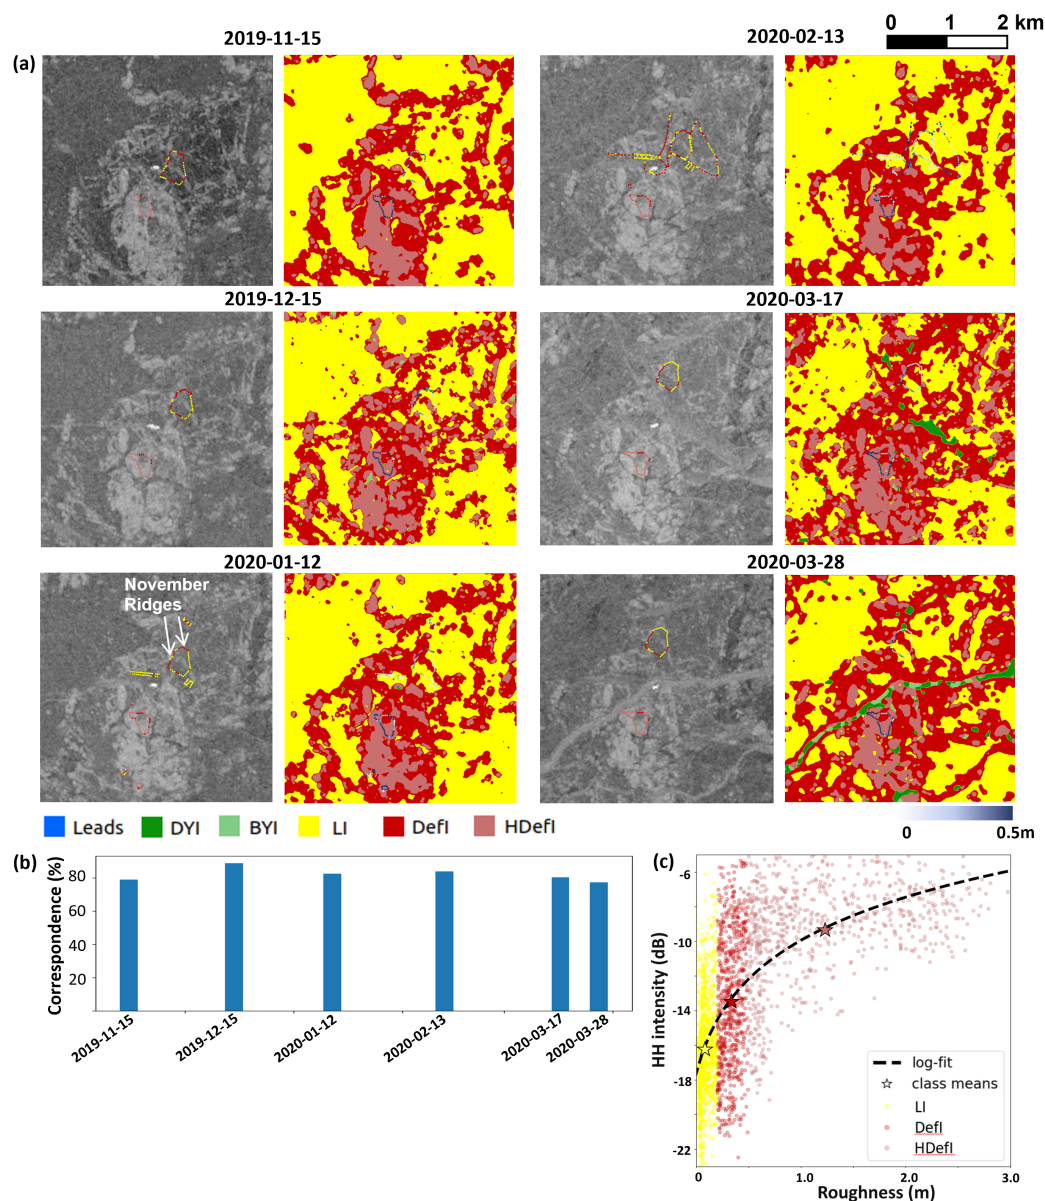 0 1 2 km
2019-11-15
2020-02-13
(a)
2019-12-15
2020-03-17
2020-01-12
2020-03-28
November
Ridges
Leads DYI BYI LI DefI HDefI
0 0.5m
(b)
Correspondence (%)
80
60
40
20
2019-11-15
2019-12-15
2020-01-12
2020-02-13
2020-03-17
2020-03-28
(c)
HH intensity (dB)
-6
-10
-14
-18
-22
log-fit
class means
LI
DefI
HDefI
0 1.0 2.0 3.0
Roughness (m)